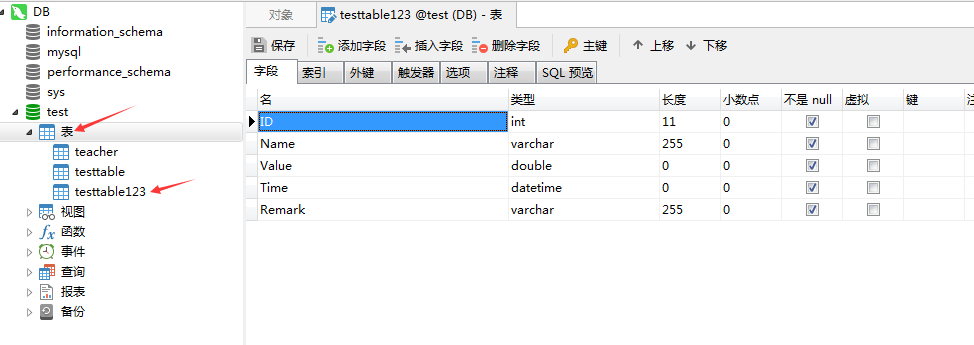 DB
information_schema
mysql
performance_schema
sys
test
表
teacher
testtable
testtable123
视图
函数
事件
查询
报表
备份
对象 testtable123 @test (DB) - 表
保存 添加字段 插入字段 删除字段 主键 上移 下移
字段 索引 外键 触发器 选项 注释 SQL 预览
名 类型 长度 小数点 不是 null 虚拟 键
ID int 11 0
Name varchar 255 0
Value double 0 0
Time datetime 0 0
Remark varchar 255 0